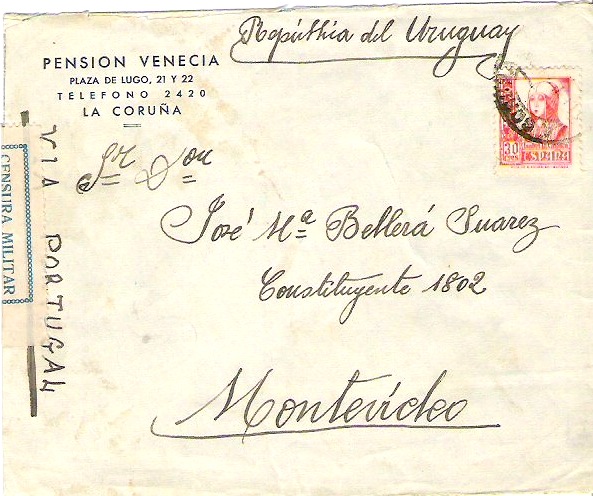 República del Uruguay
PENSION VENECIA
PLAZA DE LUGO, 21 Y 22
TELEFONO 2420
LA CORUÑA
30
CTS
ESPAÑA
Sr Don
José Mª Bellerá Suarez
Constituyente 1802
Montevideo
VIA PORTUGAL
CENSURA MILITAR